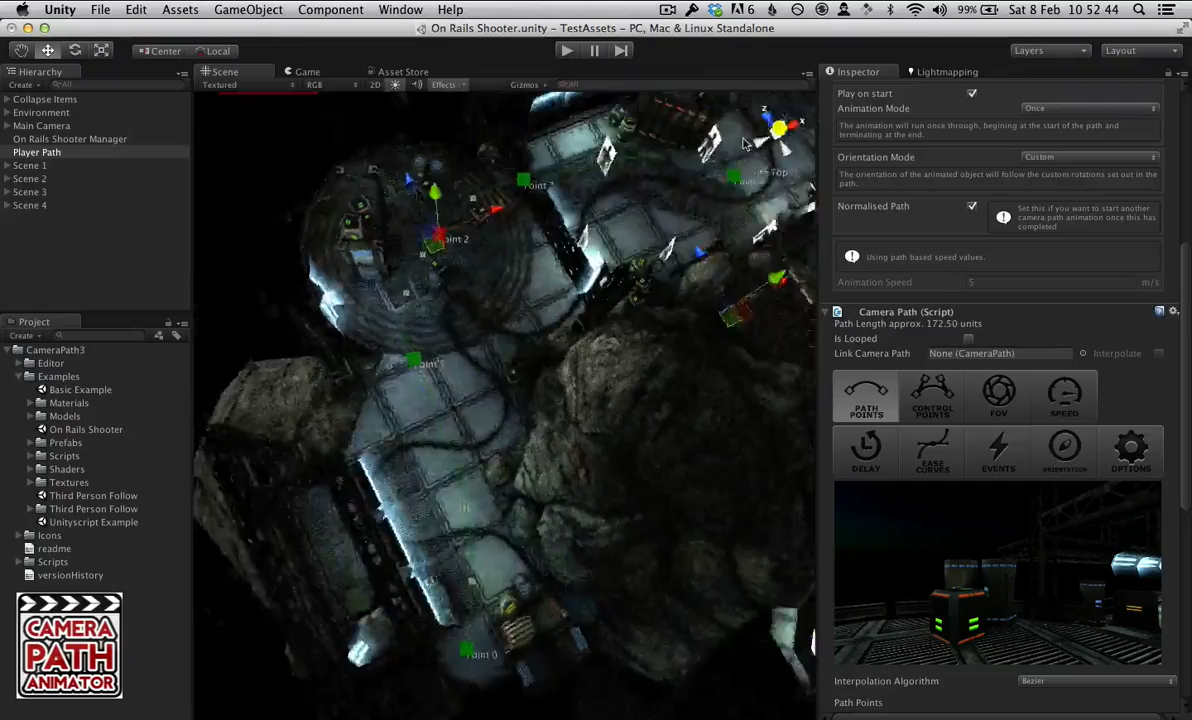 Unity File Edit Assets GameObject Component Window Help 6 99% Sat 8 Feb 10:52:44
On Rails Shooter.unity - TestAssets - PC, Mac & Linux Standalone
Center Local Layers Layout
Hierarchy Scene Game Asset Store Inspector Lightmapping
Create All Textured RGB 2D Effects Gizmos All
Collapse Items
Environment
Main Camera
On Rails Shooter Manager
Player Path
Scene 1
Scene 2
Scene 3
Scene 4
Project
Create
CameraPath3
Editor
Examples
Basic Example
Materials
Models
On Rails Shooter
Prefabs
Scripts
Shaders
Textures
Third Person Follow
Third Person Follow
Unityscript Example
Icons
readme
Scripts
versionHistory
CAMERA
PATH
ANIMATOR
z
x
Point
Point 2
Point 0
Play on start
Animation Mode Once
The animation will run once through, begining at the start of the path and
terminating at the end.
Orientation Mode Custom
The orientation of the animated object will follow the custom rotations set out in the
path.
Normalised Path Set this if you want to start another
camera path animation once this has
completed
Using path based speed values.
Animation Speed 5 m/s
Camera Path (Script)
Path Length approx. 172.50 units
Is Looped
Link Camera Path None (CameraPath) Interpolate
PATH
POINTS
CONTROL
POINTS
FOV
SPEED
DELAY
EASE
CURVES
EVENTS
ORIENTATION
OPTIONS
Interpolation Algorithm Bezier
Path Points